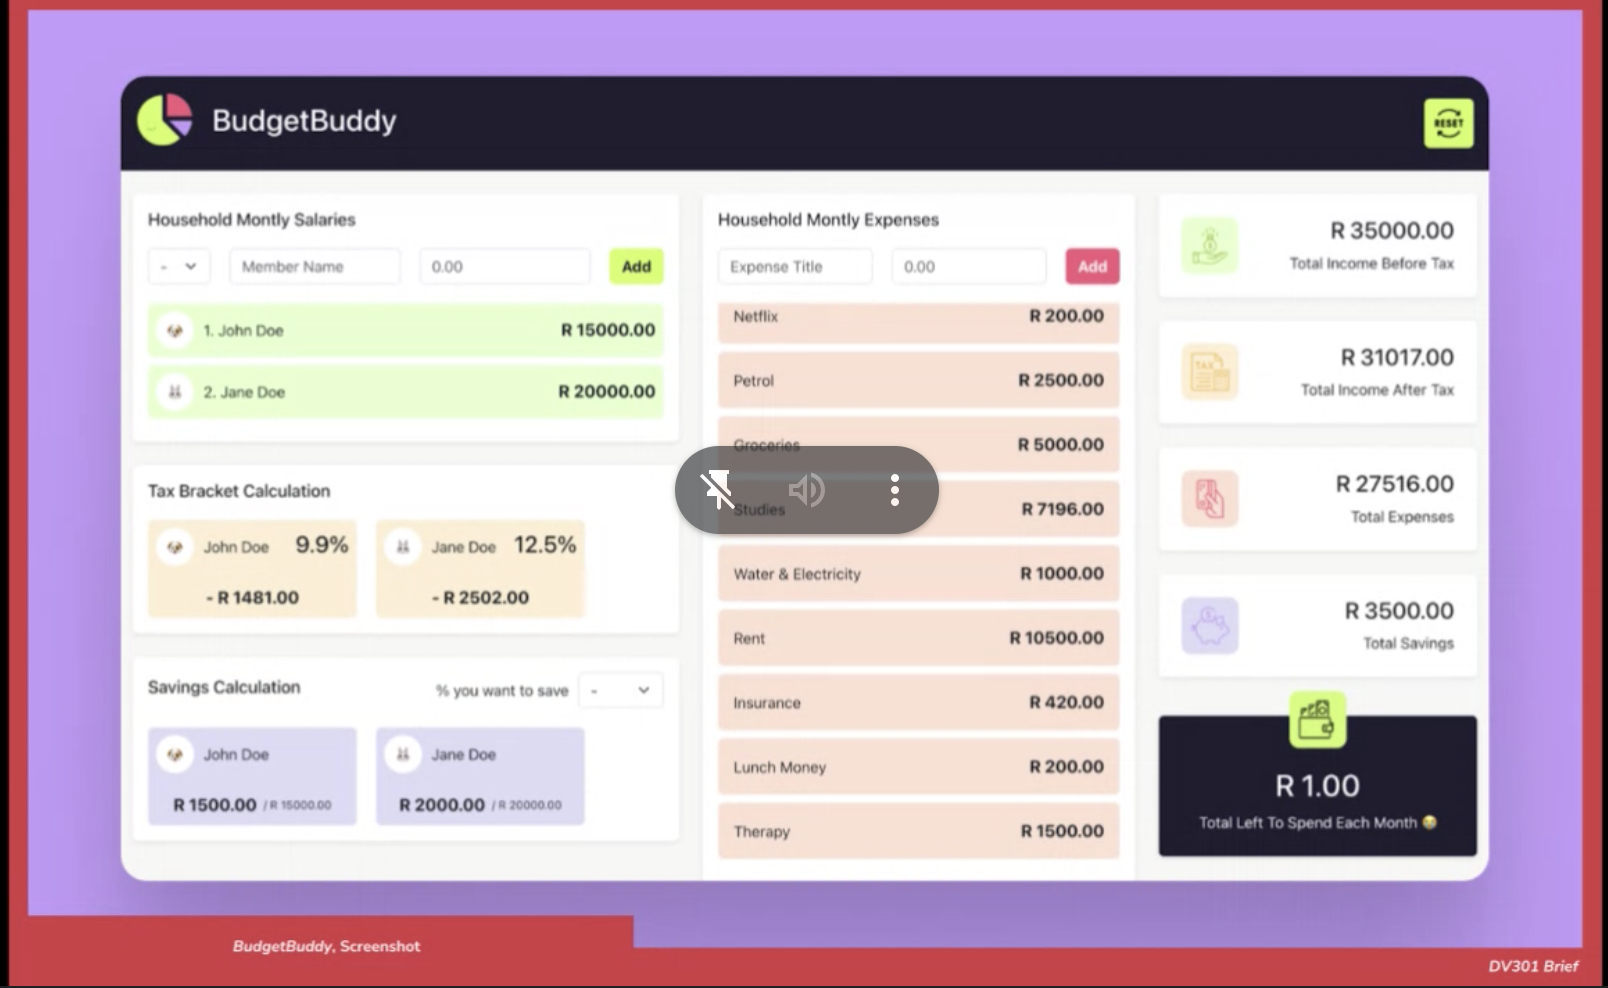 BudgetBuddy
RESET
Household Montly Salaries
-
Member Name
0.00
Add
1. John Doe
R 15000.00
2. Jane Doe
R 20000.00
Tax Bracket Calculation
John Doe 9.9%
- R 1481.00
Jane Doe 12.5%
- R 2502.00
Savings Calculation
% you want to save -
John Doe
R 1500.00 / R 15000.00
Jane Doe
R 2000.00 / R 20000.00
Household Montly Expenses
Expense Title
0.00
Add
Netflix R 200.00
Petrol R 2500.00
Groceries R 5000.00
Studies R 7196.00
Water & Electricity R 1000.00
Rent R 10500.00
Insurance R 420.00
Lunch Money R 200.00
Therapy R 1500.00
R 35000.00
Total Income Before Tax
TAX
R 31017.00
Total Income After Tax
R 27516.00
Total Expenses
R 3500.00
Total Savings
R 1.00
Total Left To Spend Each Month
BudgetBuddy, Screenshot
DV301 Brief